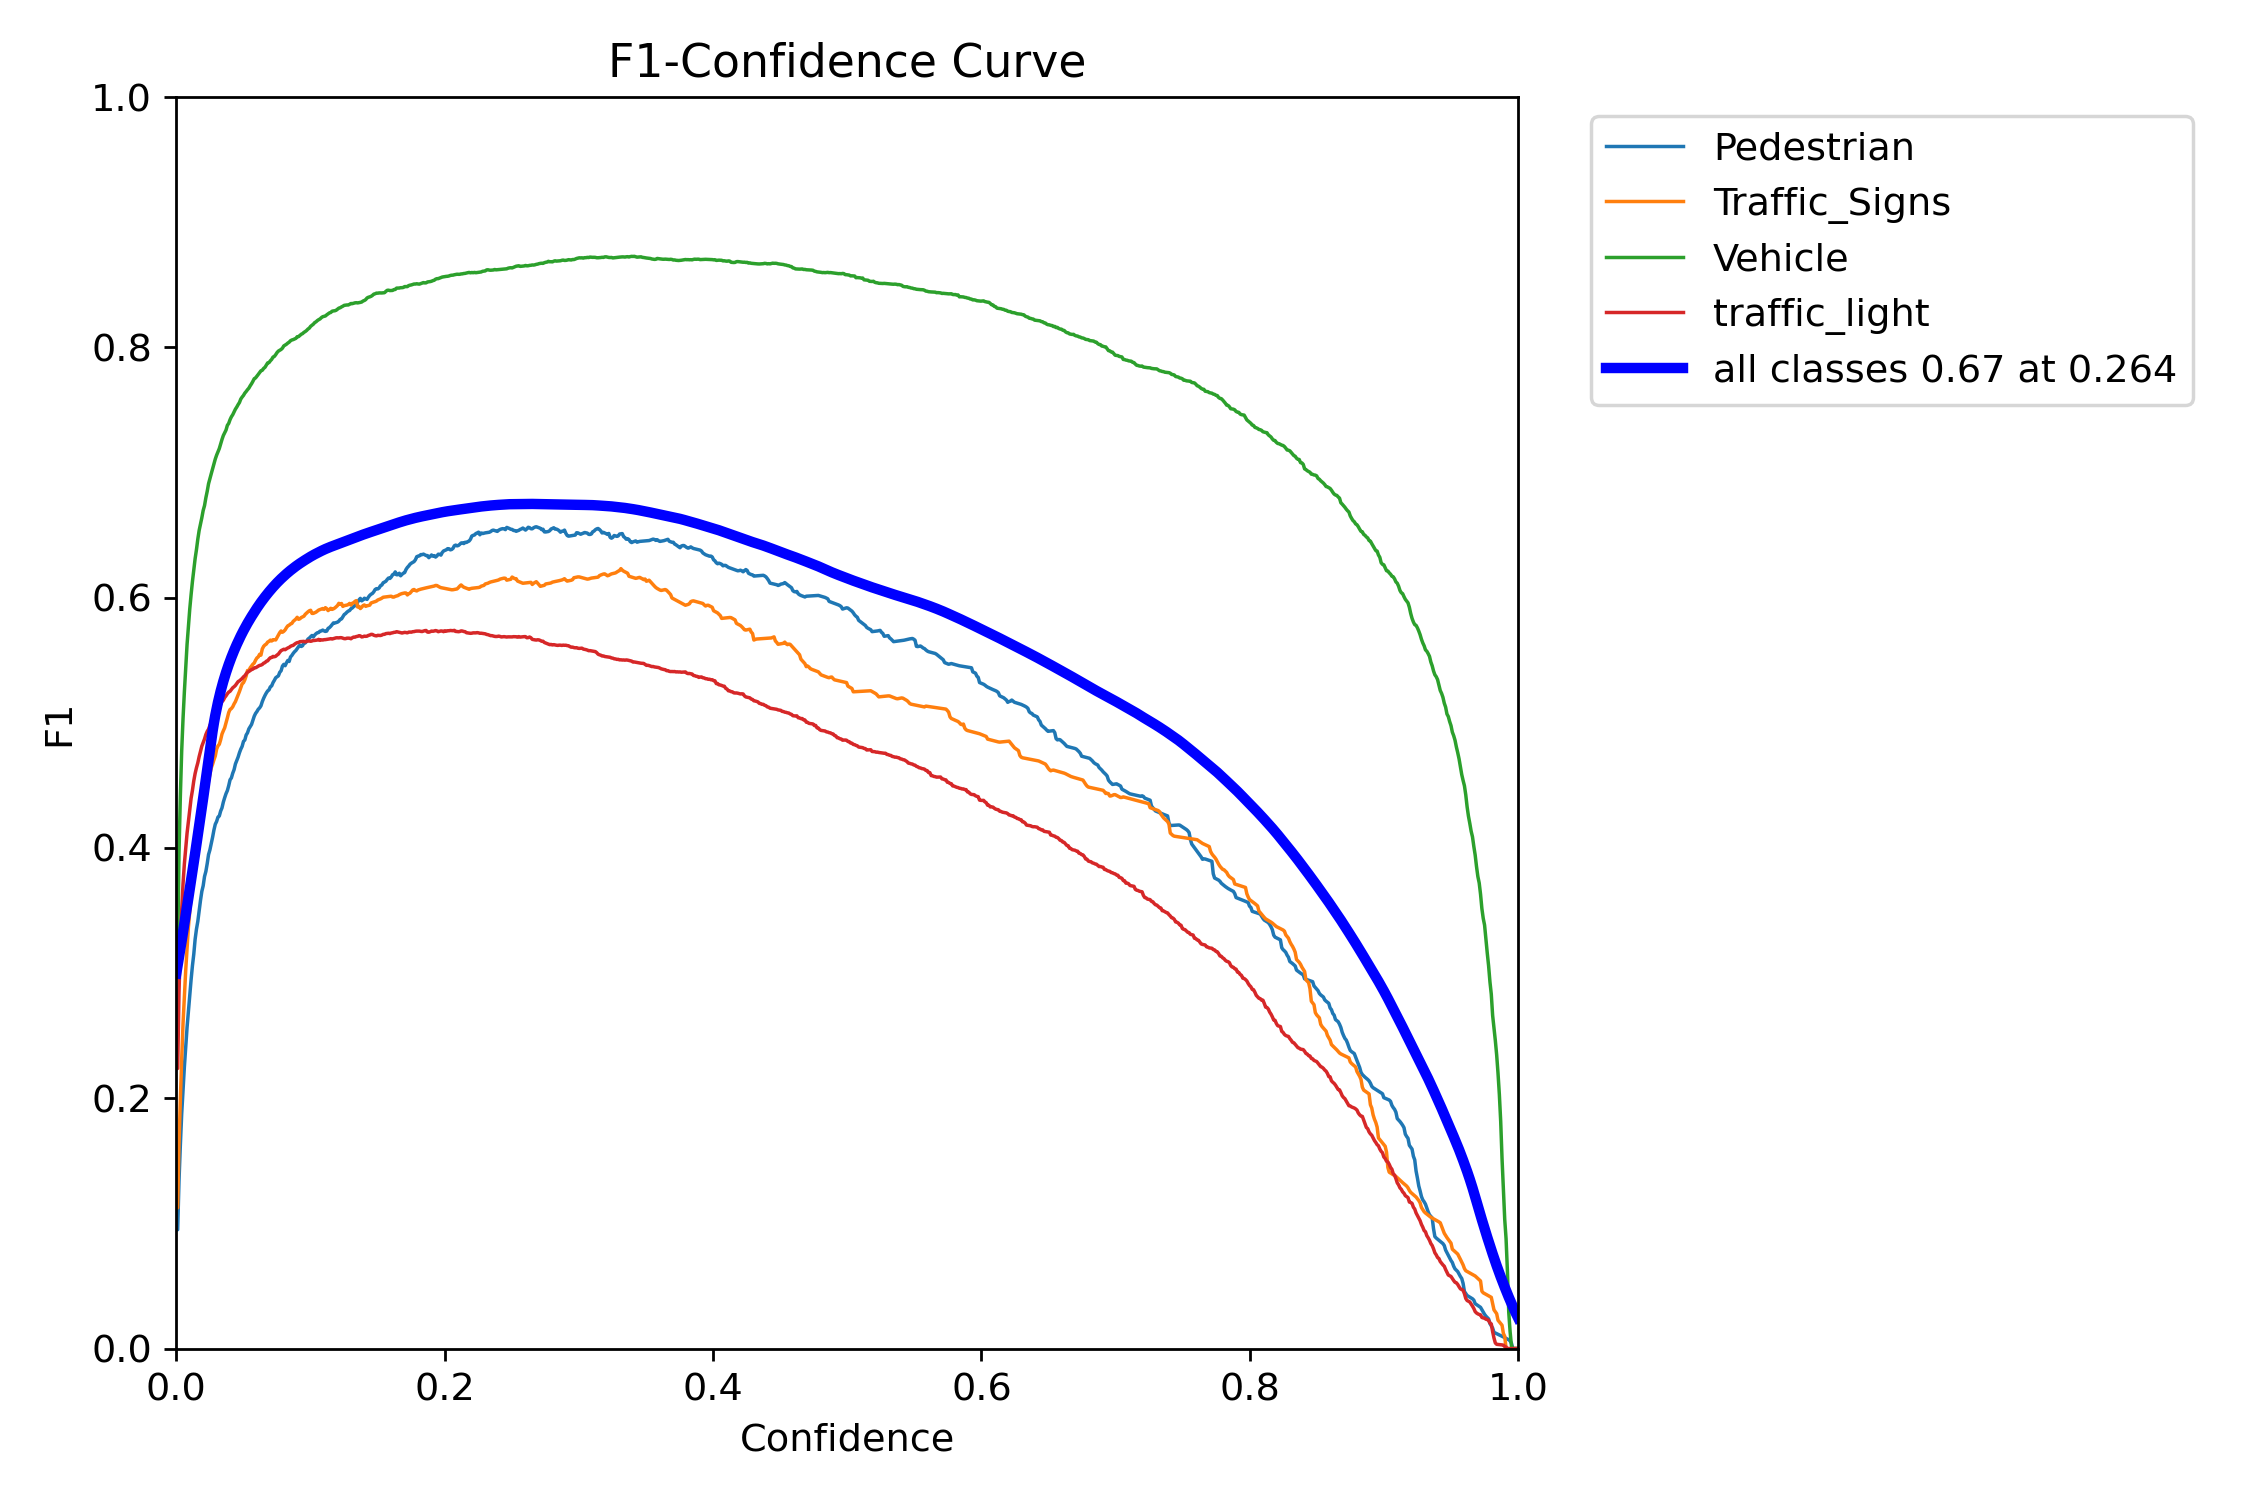 F1-Confidence Curve
1.0
0.8
0.6
0.4
0.2
0.0
F1
0.0 0.2 0.4 0.6 0.8 1.0
Confidence
Pedestrian
Traffic_Signs
Vehicle
traffic_light
all classes 0.67 at 0.264